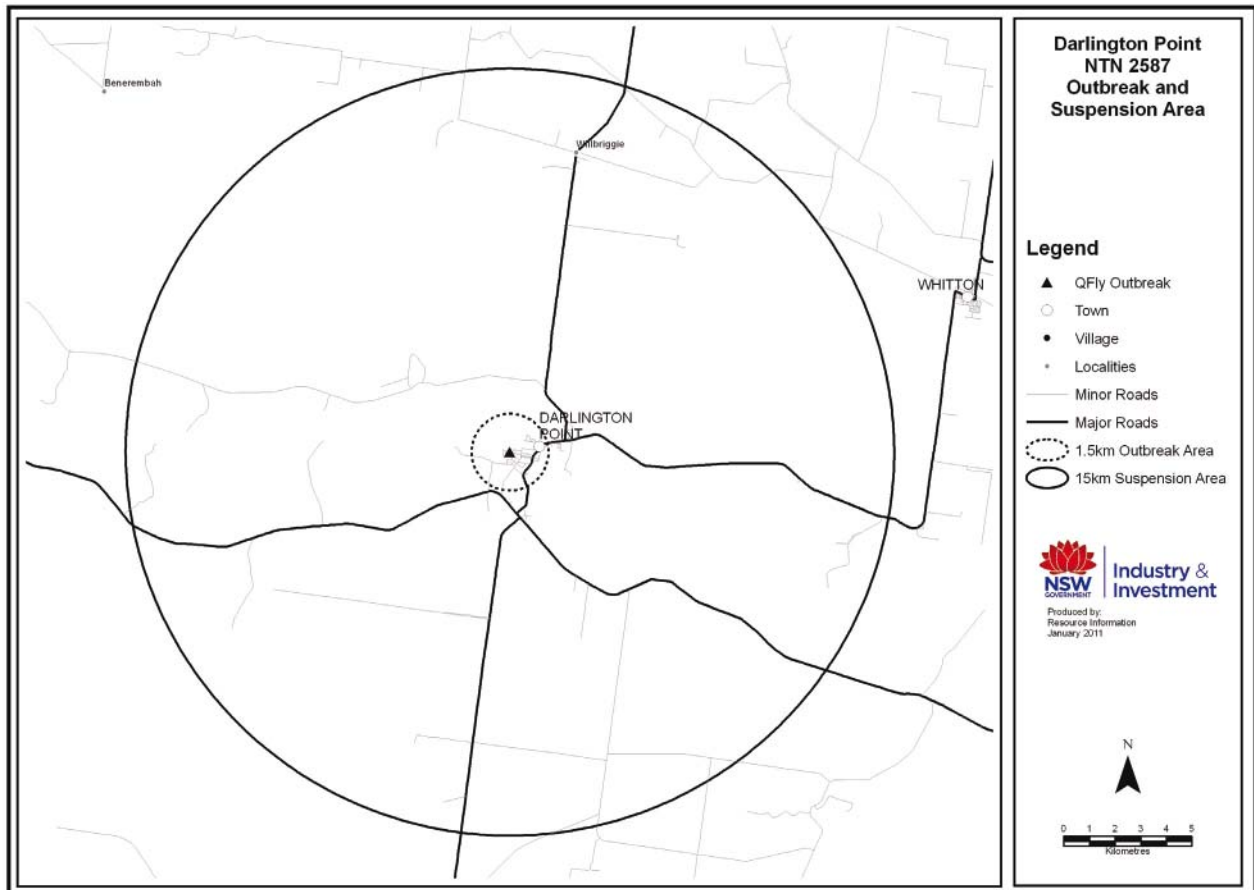 Benerembah
Willbriggie
WHITTON
DARLINGTON
POINT
Darlington Point
NTN 2587
Outbreak and
Suspension Area
Legend
QFly Outbreak
Town
Village
Localities
Minor Roads
Major Roads
1.5km Outbreak Area
15km Suspension Area
NSW
GOVERNMENT
Industry &
Investment
Produced by:
Resource Information
January 2011
N
0 1 2 3 4 5
Kilometres